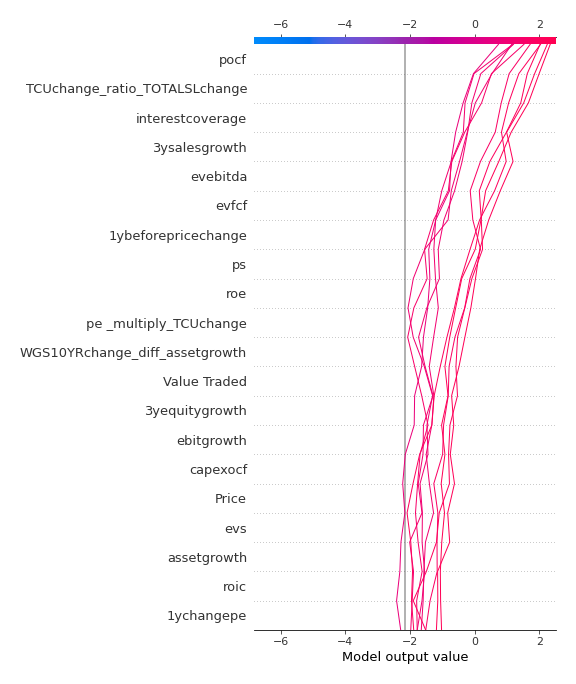 −6 −4 −2 0 2
pocf
TCUchange_ratio_TOTALSLchange
interestcoverage
3ysalesgrowth
evebitda
evfcf
1ybeforepricechange
ps
roe
pe _multiply_TCUchange
WGS10YRchange_diff_assetgrowth
Value Traded
3yequitygrowth
ebitgrowth
capexocf
Price
evs
assetgrowth
roic
1ychangepe
−6 −4 −2 0 2
Model output value